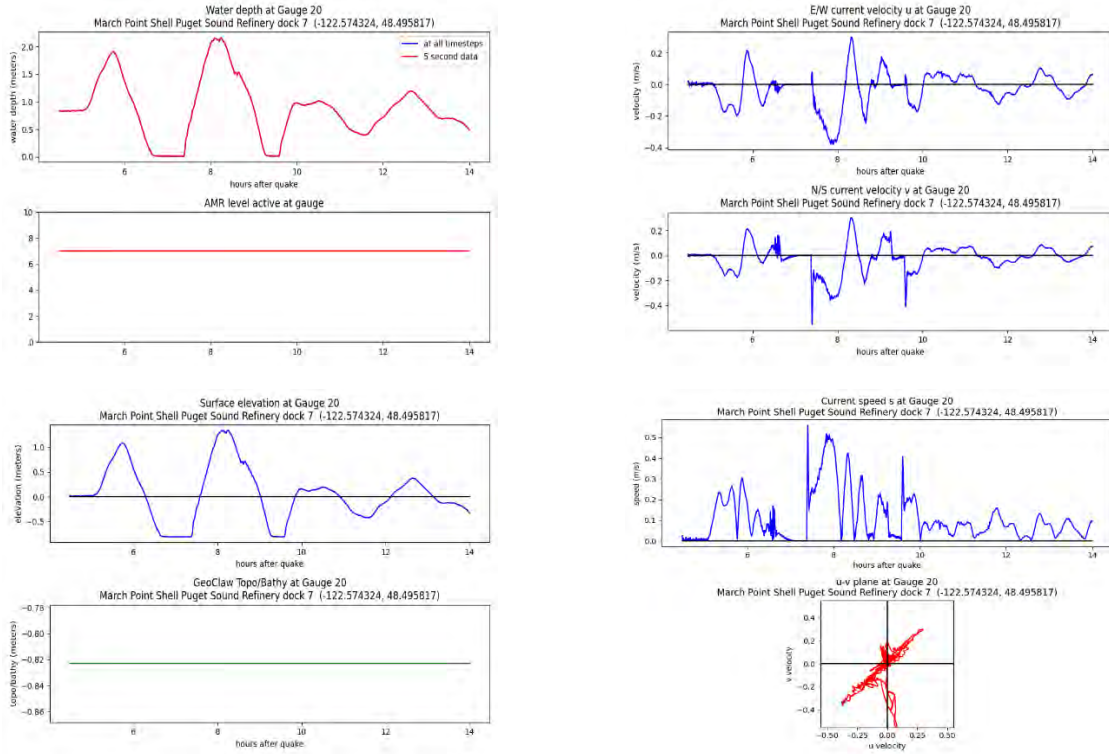 Water depth at Gauge 20
March Point Shell Puget Sound Refinery dock 7 (-122.574324, 48.495817)
at all timesteps
5 second data
water depth (meters)
2.0
1.5
1.0
0.5
0.0
6 8 10 12 14
hours after quake
AMR level active at gauge
10
8
6
4
2
0
6 8 10 12 14
hours after quake
Surface elevation at Gauge 20
March Point Shell Puget Sound Refinery dock 7 (-122.574324, 48.495817)
elevation (meters)
1.0
0.5
0.0
−0.5
6 8 10 12 14
hours after quake
GeoClaw Topo/Bathy at Gauge 20
March Point Shell Puget Sound Refinery dock 7 (-122.574324, 48.495817)
topo/bathy (meters)
−0.78
−0.80
−0.82
−0.84
−0.86
6 8 10 12 14
hours after quake
E/W current velocity u at Gauge 20
March Point Shell Puget Sound Refinery dock 7 (-122.574324, 48.495817)
velocity (m/s)
0.2
0.0
−0.2
−0.4
6 8 10 12 14
hours after quake
N/S current velocity v at Gauge 20
March Point Shell Puget Sound Refinery dock 7 (-122.574324, 48.495817)
velocity (m/s)
0.2
0.0
−0.2
−0.4
6 8 10 12 14
hours after quake
Current speed s at Gauge 20
March Point Shell Puget Sound Refinery dock 7 (-122.574324, 48.495817)
speed (m/s)
0.5
0.4
0.3
0.2
0.1
0.0
6 8 10 12 14
hours after quake
u-v plane at Gauge 20
March Point Shell Puget Sound Refinery dock 7 (-122.574324, 48.495817)
v velocity
0.4
0.2
0.0
−0.2
−0.4
−0.50 −0.25 0.00 0.25 0.50
u velocity